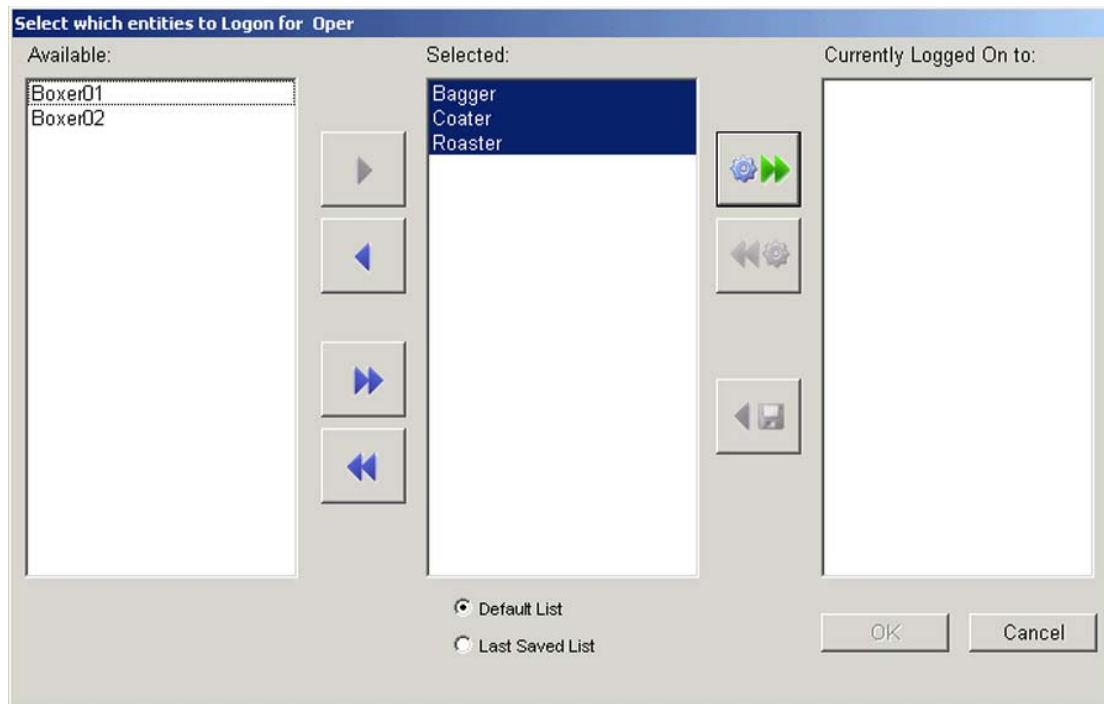 Select which entities to Logon for Oper
Available:
Selected:
Currently Logged On to:
Boxer01
Boxer02
Bagger
Coater
Roaster
Default List
Last Saved List
OK
Cancel